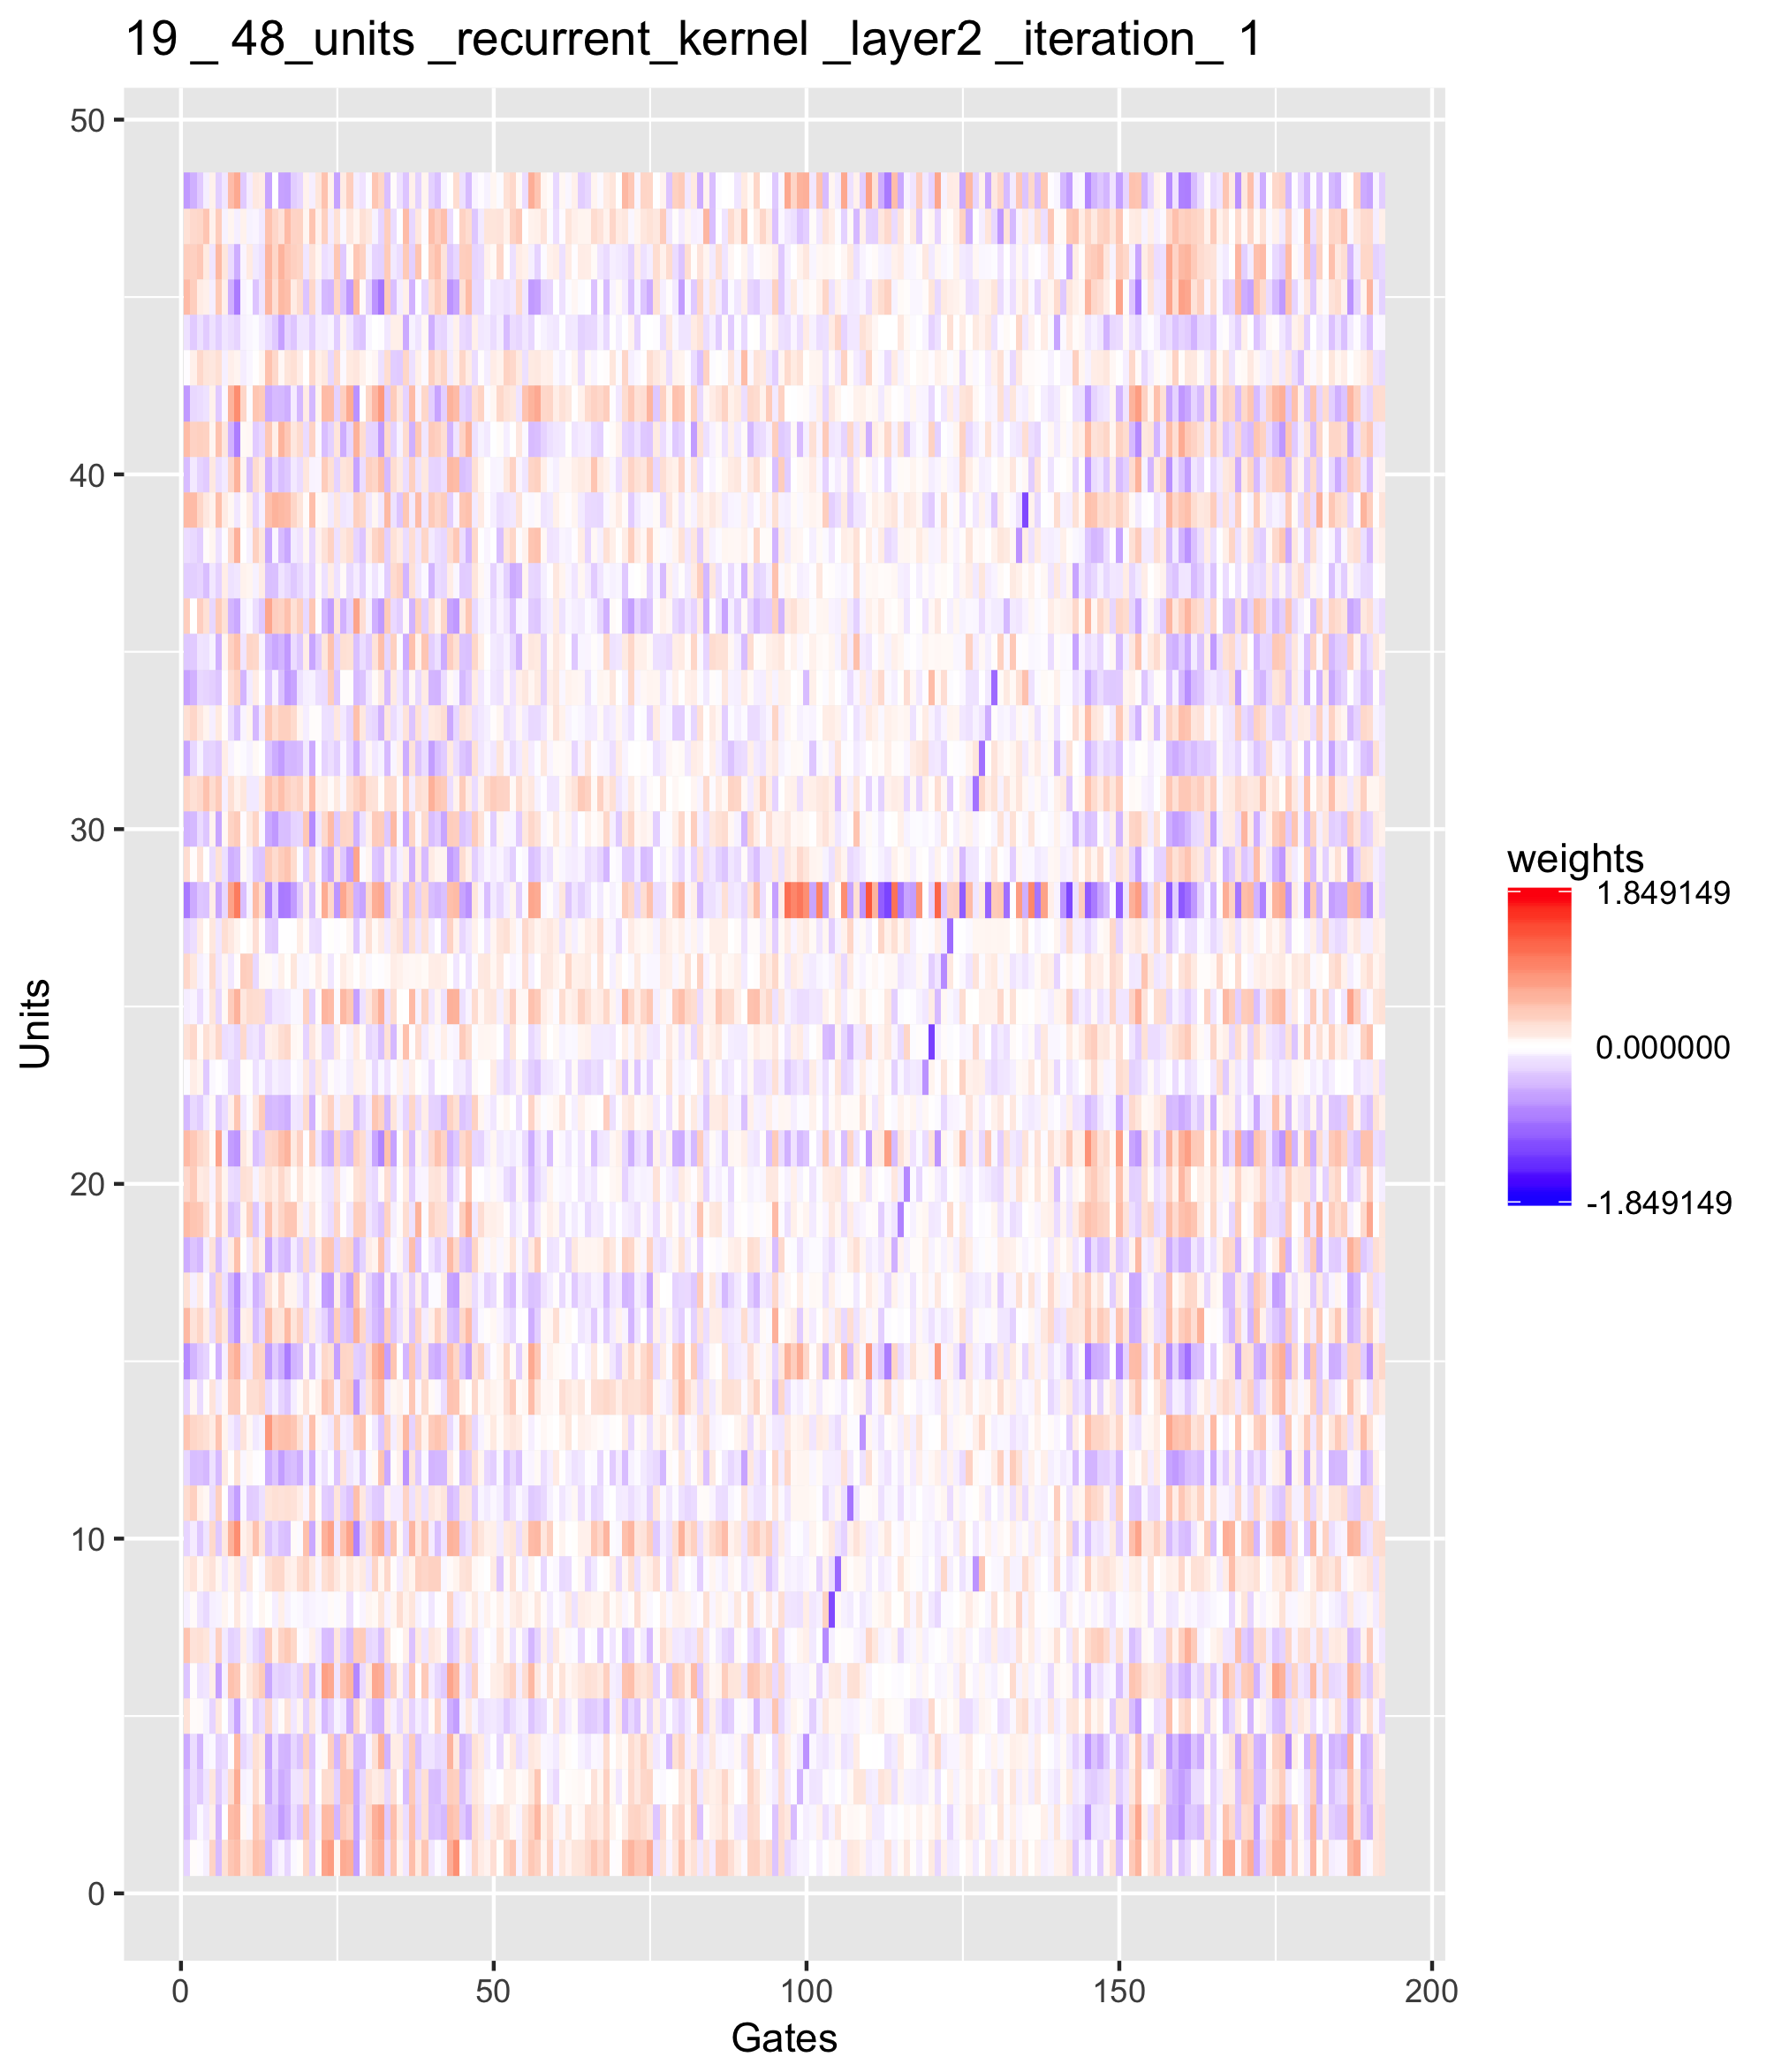 19 _ 48_units _recurrent_kernel _layer2 _iteration_ 1
50
40
30
20
10
0
Units
0 50 100 150 200
Gates
weights
1.849149
0.000000
-1.849149